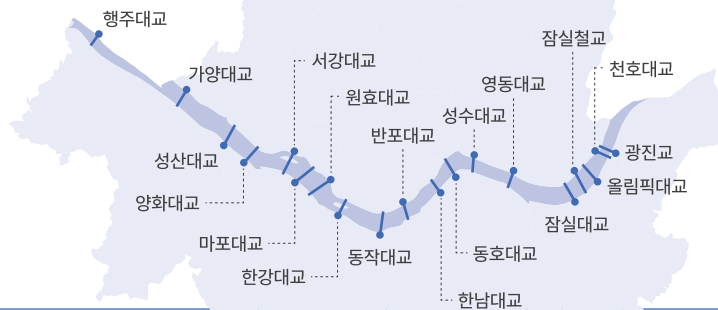 행주대교
잠실철교
서강대교
천호대교
가양대교
영동대교
원효대교
성수대교
반포대교
광진교
성산대교
올림픽대교
양화대교
잠실대교
마포대교
동작대교
동호대교
한강대교
한남대교